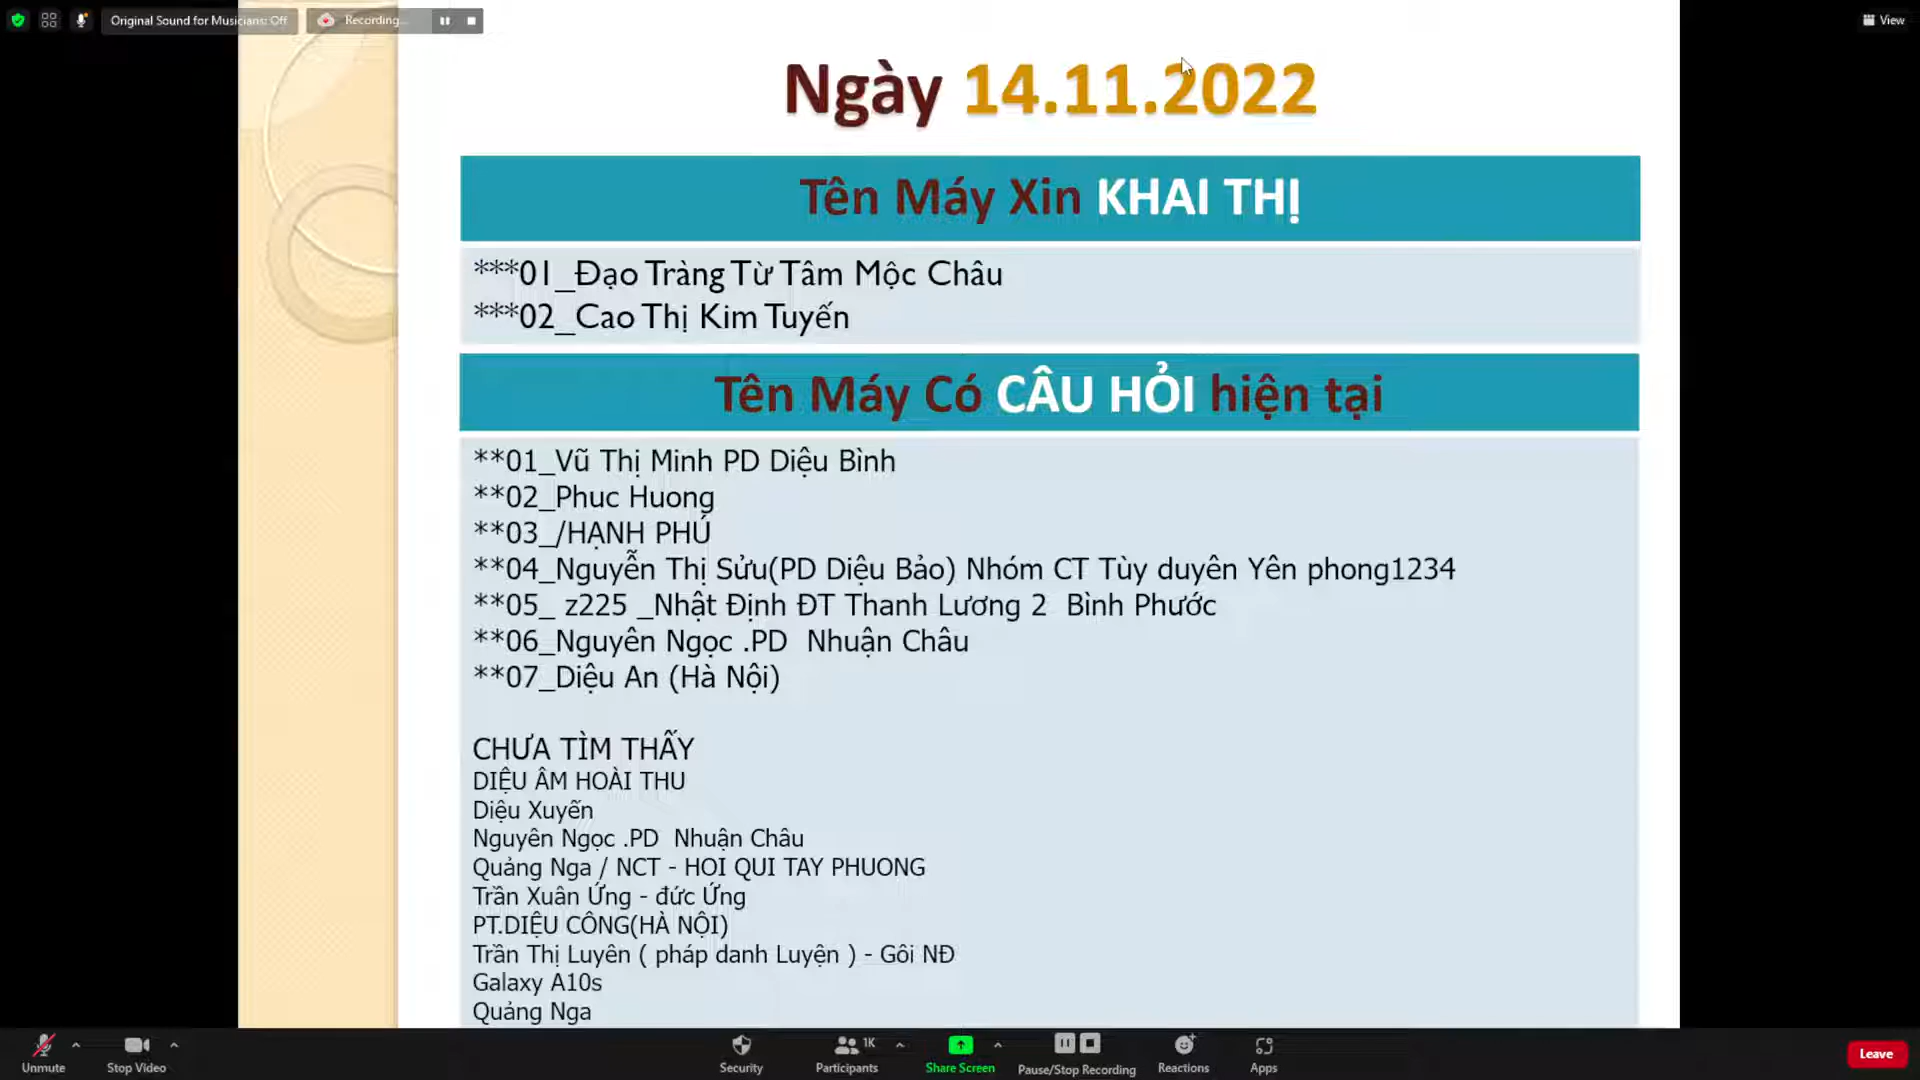 Original Sound for Musicians: Off
Recording...
View
Ngày 14.11.2022
Tên Máy Xin KHAI THỊ
***01_Đạo Tràng Từ Tâm Mộc Châu
***02_Cao Thị Kim Tuyến
Tên Máy Có CÂU HỎI hiện tại
**01_Vũ Thị Minh PD Diệu Bình
**02_Phuc Huong
**03_/HẠNH PHÚ
**04_Nguyễn Thị Sửu(PD Diệu Bảo) Nhóm CT Tùy duyên Yên phong1234
**05_ z225 _Nhật Định ĐT Thanh Lương 2  Bình Phước
**06_Nguyên Ngọc .PD  Nhuận Châu
**07_Diệu An (Hà Nội)
CHƯA TÌM THẤY
DIỆU ÂM HOÀI THU
Diệu Xuyến
Nguyên Ngọc .PD  Nhuận Châu
Quảng Nga / NCT - HOI QUI TAY PHUONG
Trần Xuân Ứng - đức Ứng
PT.DIỆU CÔNG(HÀ NỘI)
Trần Thị Luyên ( pháp danh Luyện ) - Gôi NĐ
Galaxy A10s
Quảng Nga
1K
Unmute
Stop Video
Security
Participants
Share Screen
Pause/Stop Recording
Reactions
Apps
Leave